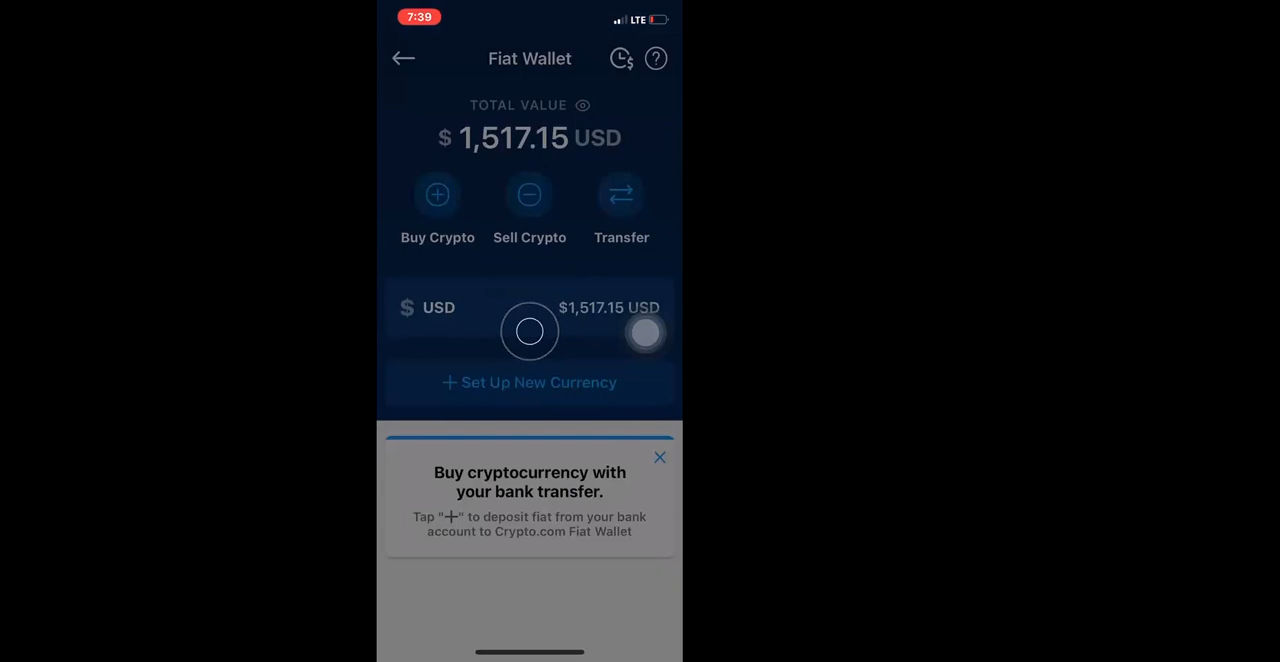 7:39
LTE
Fiat Wallet
$
?
TOTAL VALUE
$ 1,517.15 USD
Buy Crypto
Sell Crypto
Transfer
$ USD
$1,517.15 USD
+ Set Up New Currency
Buy cryptocurrency with
your bank transfer.
Tap "+" to deposit fiat from your bank
account to Crypto.com Fiat Wallet